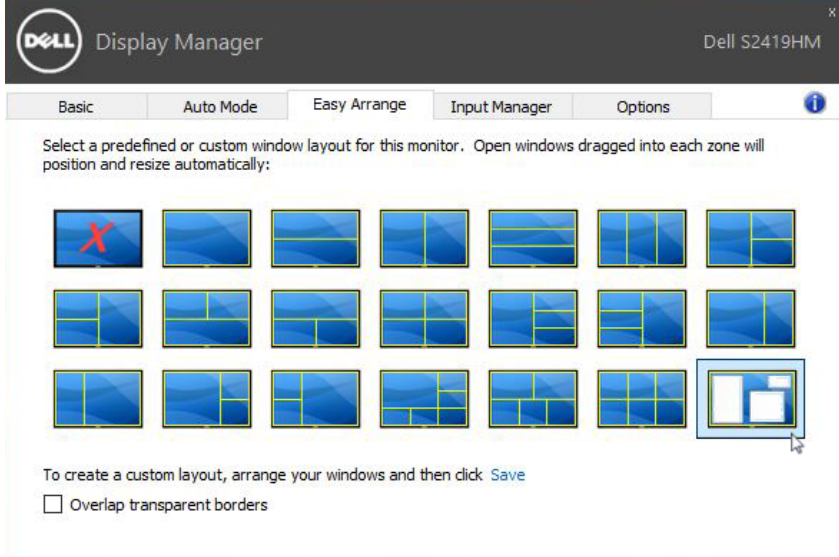 DELL Display Manager Dell S2419HM
x
Basic Auto Mode Easy Arrange Input Manager Options i
Select a predefined or custom window layout for this monitor. Open windows dragged into each zone will
position and resize automatically:
X
To create a custom layout, arrange your windows and then click Save
Overlap transparent borders